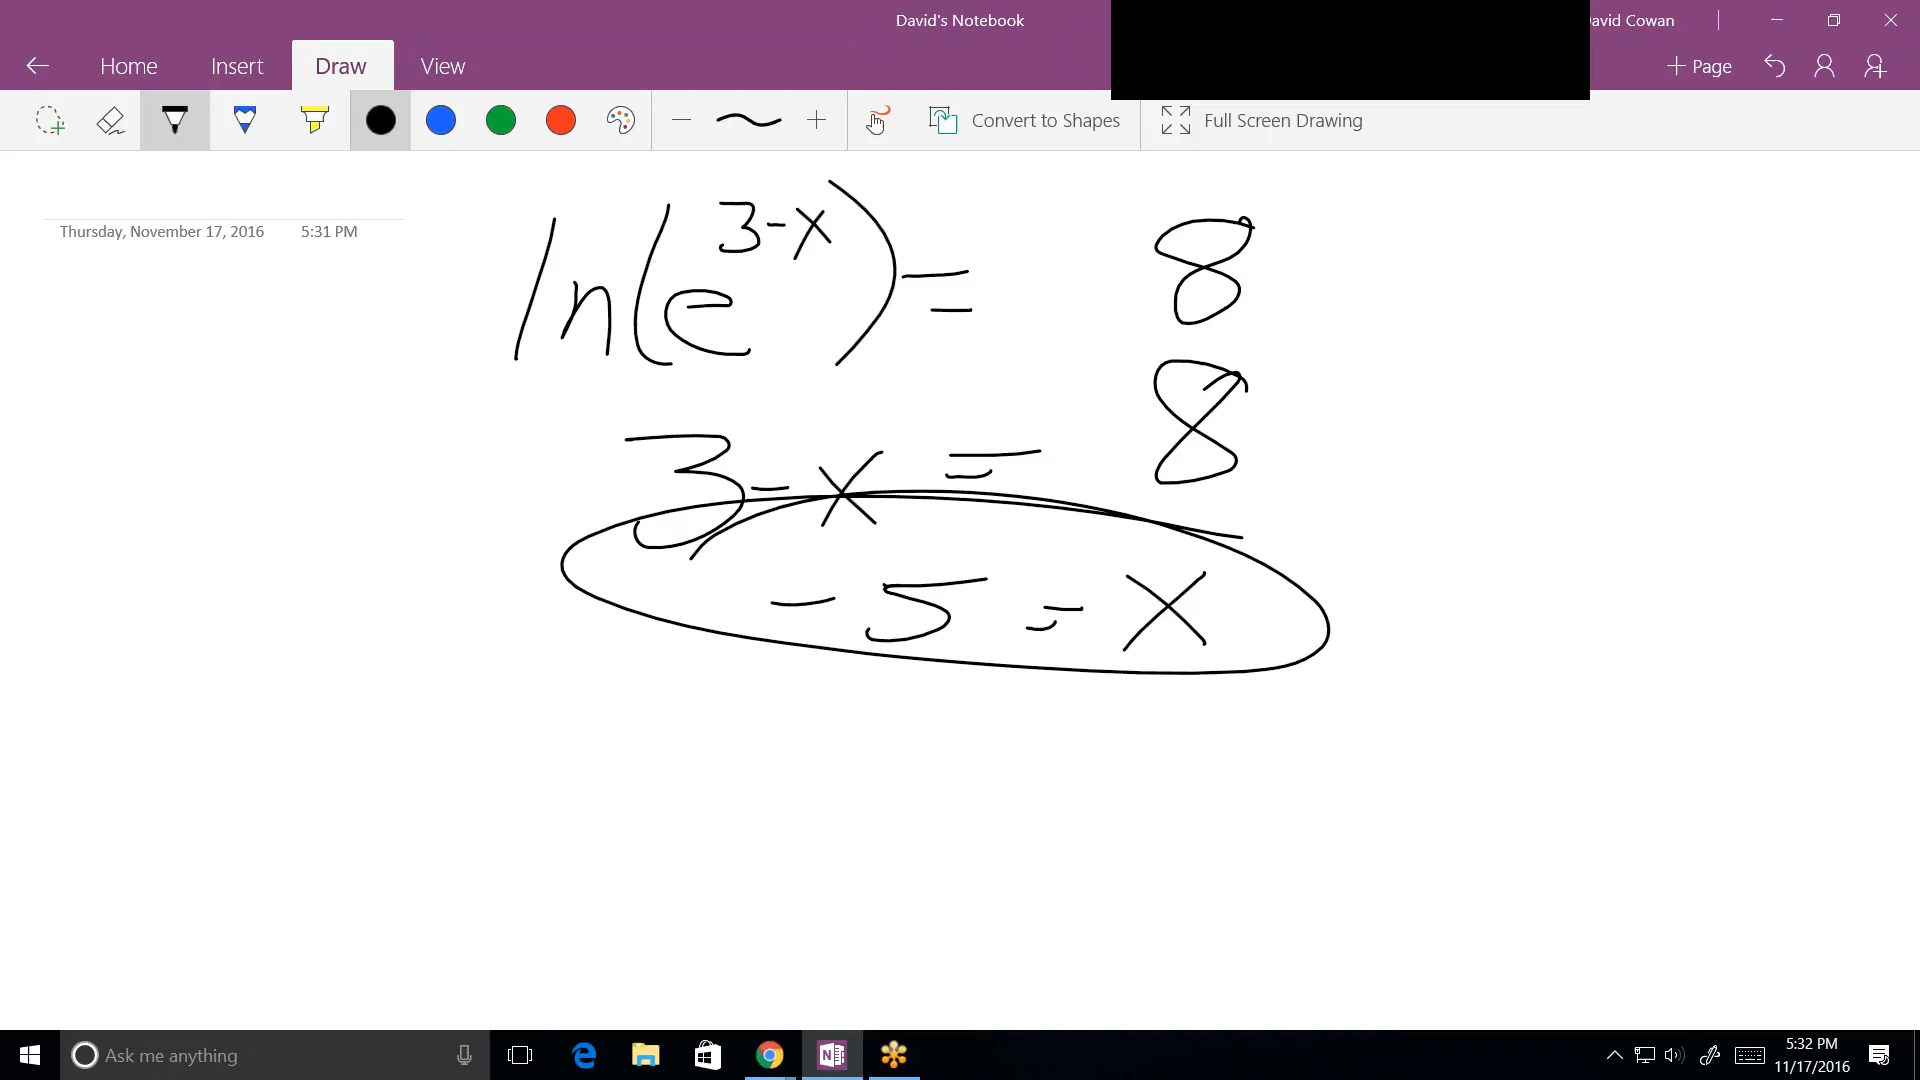 David's Notebook
avid Cowan
Home Insert Draw View
Page
Convert to Shapes Full Screen Drawing
Thursday, November 17, 2016 5:31 PM
ln(e^{3-x}) = 8
3-x = 8
-5 = x
Ask me anything
5:32 PM
11/17/2016